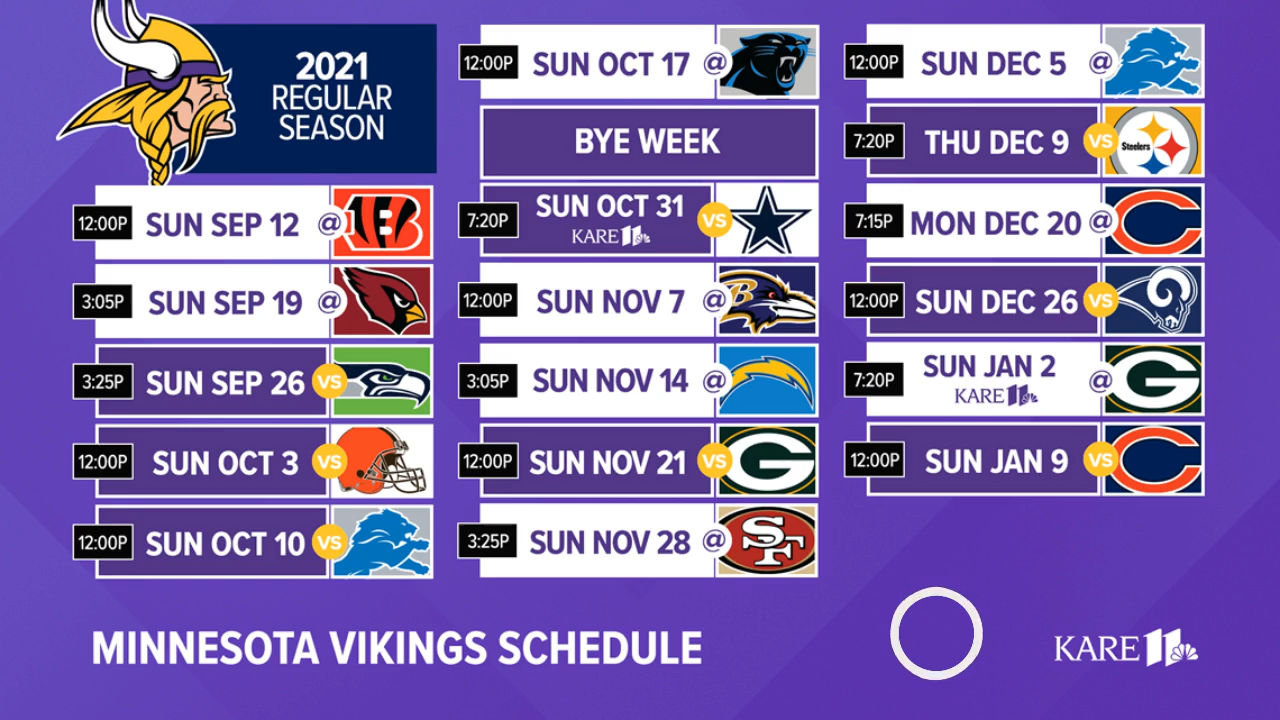 2021
REGULAR
SEASON
12:00P SUN SEP 12 @
3:05P SUN SEP 19 @
3:25P SUN SEP 26 VS
12:00P SUN OCT 3 VS
12:00P SUN OCT 10 VS
12:00P SUN OCT 17 @
BYE WEEK
7:20P SUN OCT 31 VS
KARE 11
12:00P SUN NOV 7 @
B
3:05P SUN NOV 14 @
12:00P SUN NOV 21 VS G
3:25P SUN NOV 28 @ SF
12:00P SUN DEC 5 @
7:20P THU DEC 9 VS Steelers
7:15P MON DEC 20 @ C
12:00P SUN DEC 26 VS
7:20P SUN JAN 2 @ G
KARE 11
12:00P SUN JAN 9 VS C
MINNESOTA VIKINGS SCHEDULE
KARE 11